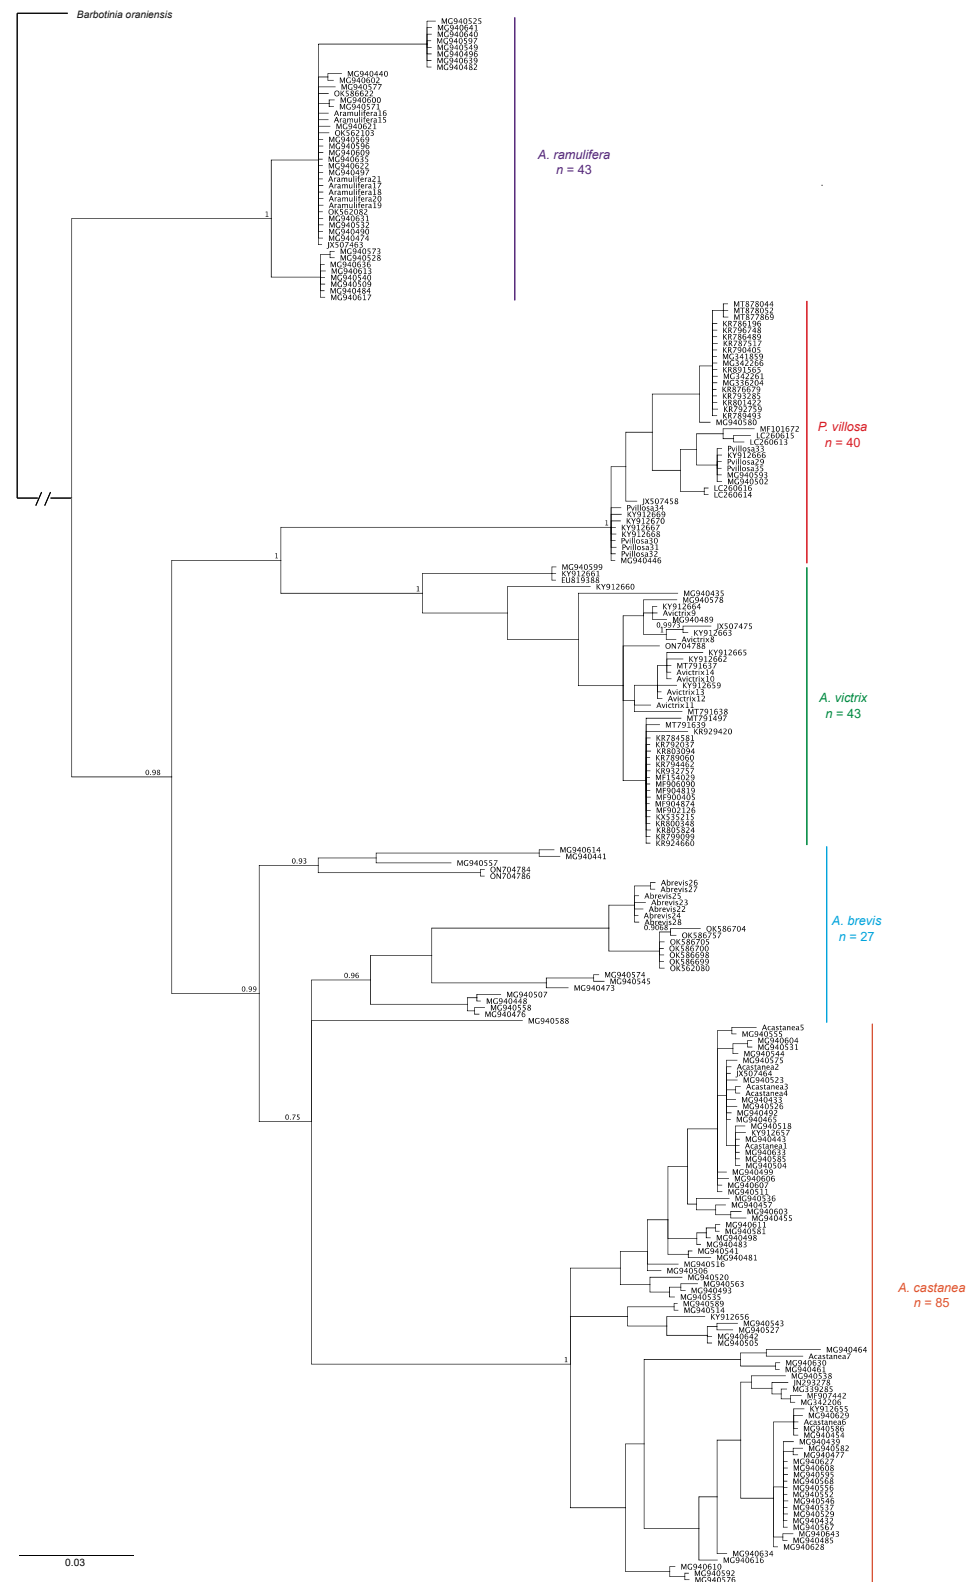 Barbotinia oraniensis
MG940525
MG940641
MG940640
MG940597
MG940549
MG940496
MG940639
MG940482
MG940440
MG940602
MG940577
OK586622
MG940600
MG940571
Aramulifera16
Aramulifera15
MG940621
OK562103
MG940569
MG940596
MG940609
MG940635
MG940622
MG940497
Aramulifera21
Aramulifera17
Aramulifera18
Aramulifera20
Aramulifera19
OK562082
MG940631
MG940532
MG940490
MG940474
JX507463
MG940573
MG940528
MG940636
MG940613
MG940540
MG940509
MG940484
MG940617
1
A. ramulifera
n = 43
MT878044
MT878052
MT877869
KR786196
KR796748
KR786489
KR787517
KR790405
MG341859
MG342266
KR891565
MG342261
MG336204
KR876679
KR793285
KR801422
KR792759
KR789493
MG940580
MF101672
LC260615
LC260613
Pvillosa33
KY912666
Pvillosa29
Pvillosa35
MG940593
MG940502
LC260616
LC260614
JX507458
Pvillosa34
KY912669
KY912670
KY912667
KY912668
Pvillosa30
Pvillosa31
Pvillosa32
MG940446
1
P. villosa
n = 40
1
MG940599
KY912661
EU819388
KY912660
MG940435
MG940578
KY912664
Avictrix9
MG940489
0.9973
JX507475
1
KY912663
Avictrix8
ON704788
KY912665
KY912662
MT791637
Avictrix14
Avictrix10
KY912659
Avictrix13
Avictrix12
Avictrix11
MT791638
MT791497
MT791639
KR929420
KR784581
KR792037
KR803094
KR789060
KR794462
KR932757
MF154029
MF906090
MF904819
MF900405
MF904874
MF902126
KX535215
KR800348
KR805824
KR799099
KR924660
1
A. victrix
n = 43
0.98
MG940614
MG940441
MG940557
ON704784
ON704786
0.93
Abrevis26
Abrevis27
Abrevis25
Abrevis23
Abrevis22
Abrevis24
Abrevis28
0.9068
OK586704
OK586757
OK586705
OK586700
OK586698
OK586699
OK562080
MG940574
MG940545
MG940473
0.96
MG940507
MG940448
MG940558
MG940476
MG940588
A. brevis
n = 27
0.99
0.75
Acastanea5
MG940555
MG940604
MG940531
MG940544
MG940575
Acastanea2
JX507464
MG940523
Acastanea3
Acastanea4
MG940433
MG940526
MG940492
MG940465
MG940518
KY912657
MG940443
Acastanea1
MG940633
MG940585
MG940504
MG940499
MG940606
MG940607
MG940511
MG940536
MG940457
MG940603
MG940455
MG940611
MG940581
MG940498
MG940483
MG940541
MG940481
MG940516
MG940506
MG940520
MG940563
MG940493
MG940535
MG940589
MG940514
KY912656
MG940543
MG940527
MG940642
MG940505
MG940464
Acastanea7
MG940630
MG940461
MG940538
JN293278
MG339285
MF907442
MG342206
KY912655
MG940629
Acastanea6
MG940586
MG940454
MG940439
MG940582
MG940477
MG940627
MG940608
MG940595
MG940568
MG940556
MG940552
MG940546
MG940537
MG940529
MG940432
MG940567
MG940643
MG940485
MG940628
MG940634
MG940616
MG940610
MG940592
MG940576
1
A. castanea
n = 85
0.03